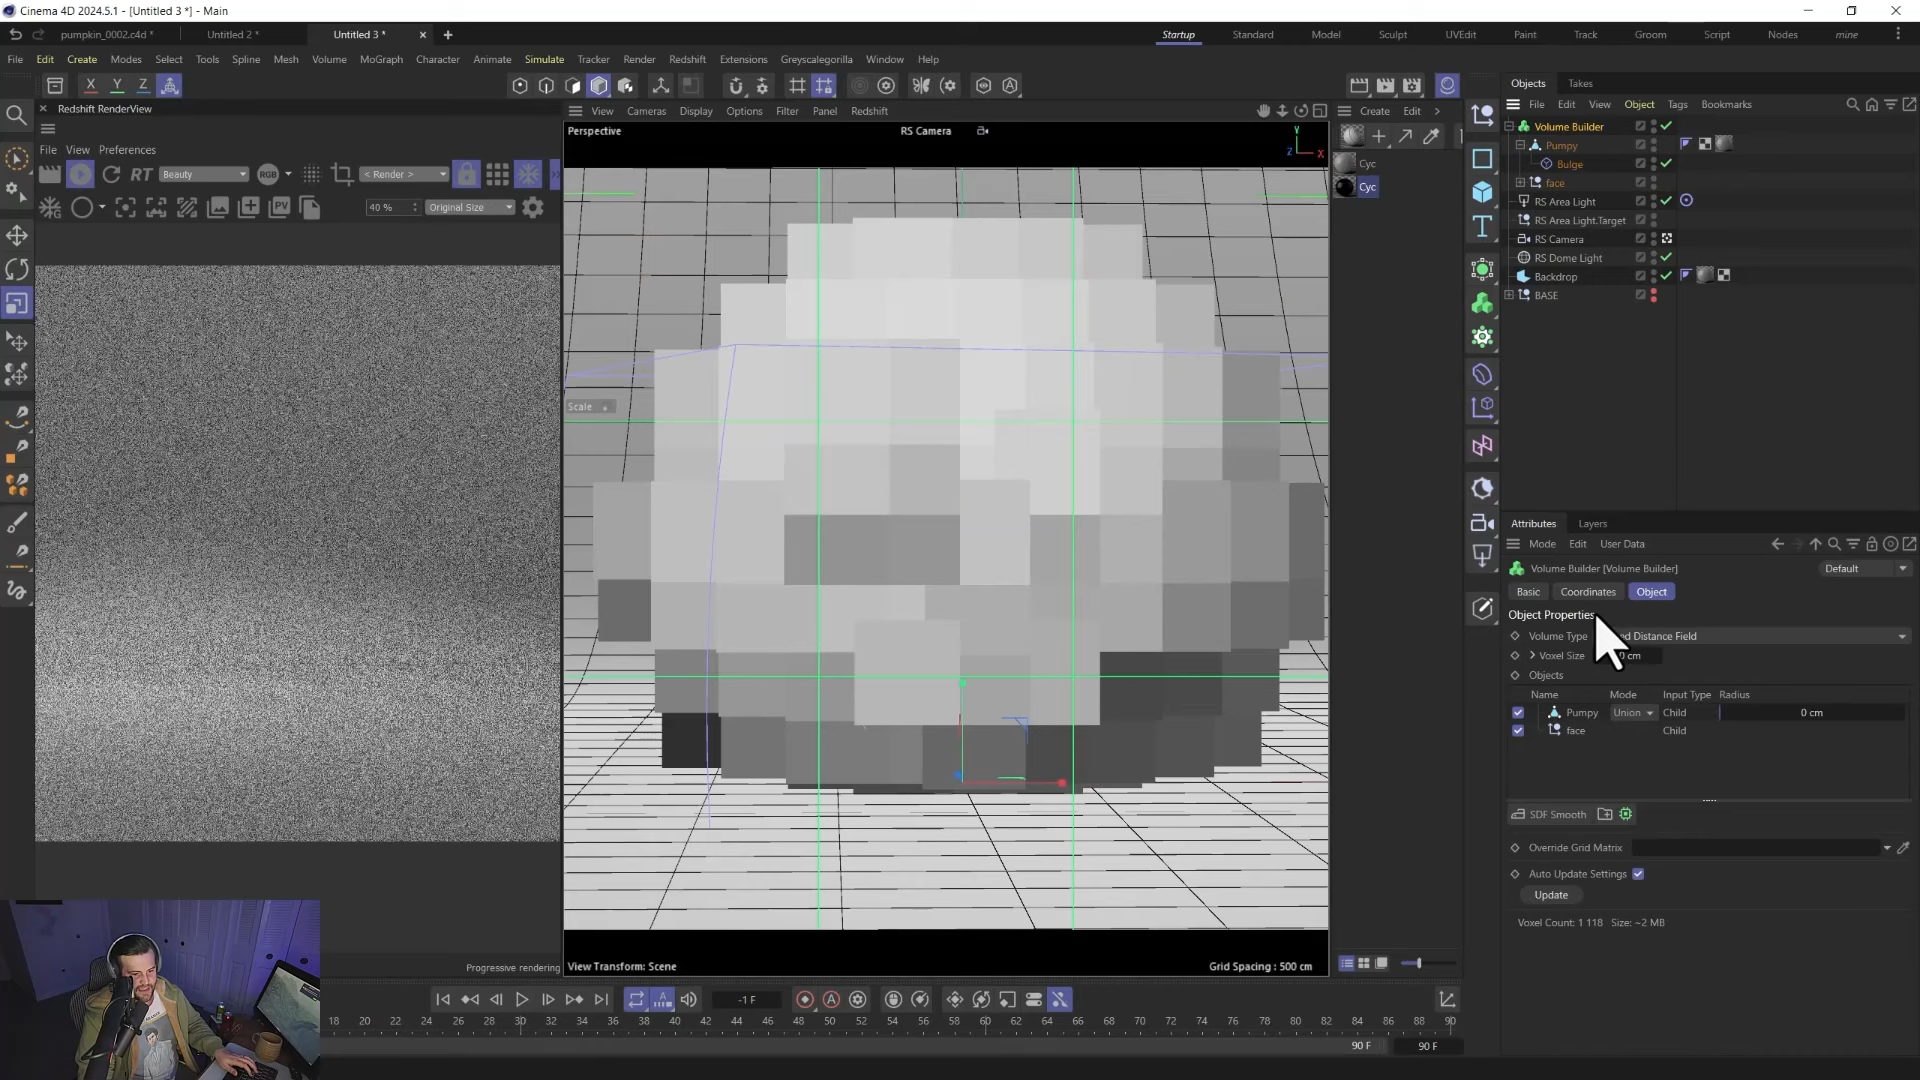 Cinema 4D 2024.5.1 - [Untitled 3 *] - Main
pumpkin_0002.c4d * Untitled 2 * Untitled 3 * Startup Standard Model Sculpt UVEdit Paint Track Groom Script Nodes mine
File Edit Create Modes Select Tools Spline Mesh Volume MoGraph Character Animate Simulate Tracker Render Redshift Extensions Greyscalegorilla Window Help
X Y Z
Redshift RenderView
File View Preferences
RT Beauty RGB < Render >
PV 40 % Original Size
Progressive rendering
View Cameras Display Options Filter Panel Redshift
Perspective RS Camera
Y Z X
Scale
View Transform: Scene Grid Spacing : 500 cm
Create Edit
Cyc
Cyc
Objects Takes
File Edit View Object Tags Bookmarks
Volume Builder
Pumpy
Bulge
face
RS Area Light
RS Area Light.Target
RS Camera
RS Dome Light
Backdrop
BASE
Attributes Layers
Mode Edit User Data
Volume Builder [Volume Builder] Default
Basic Coordinates Object
Object Properties
Volume Type Distance Field
Voxel Size cm
Objects
Name Mode Input Type Radius
Pumpy Union Child 0 cm
face Child
SDF Smooth
Override Grid Matrix
Auto Update Settings
Update
Voxel Count: 1 118 Size: ~2 MB
-1 F
18 20 22 24 26 28 30 32 34 36 38 40 42 44 46 48 50 52 54 56 58 60 62 64 66 68 70 72 74 76 78 80 82 84 86 88 90
90 F 90 F